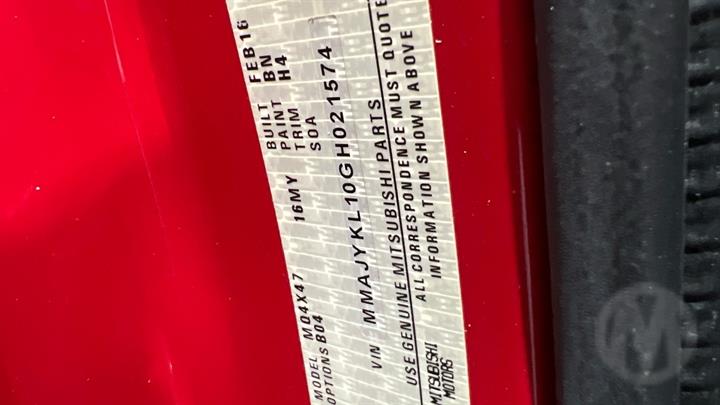 MODEL MQ4X47 16MY BUILT FEB16
OPTIONS B04 PAINT BN
TRIM H4
SOA
VIN MMAJYKL10GH021574
USE GENUINE MITSUBISHI PARTS
ALL CORRESPONDENCE MUST QUOTE
INFORMATION SHOWN ABOVE
MITSUBISHI
MOTORS
M